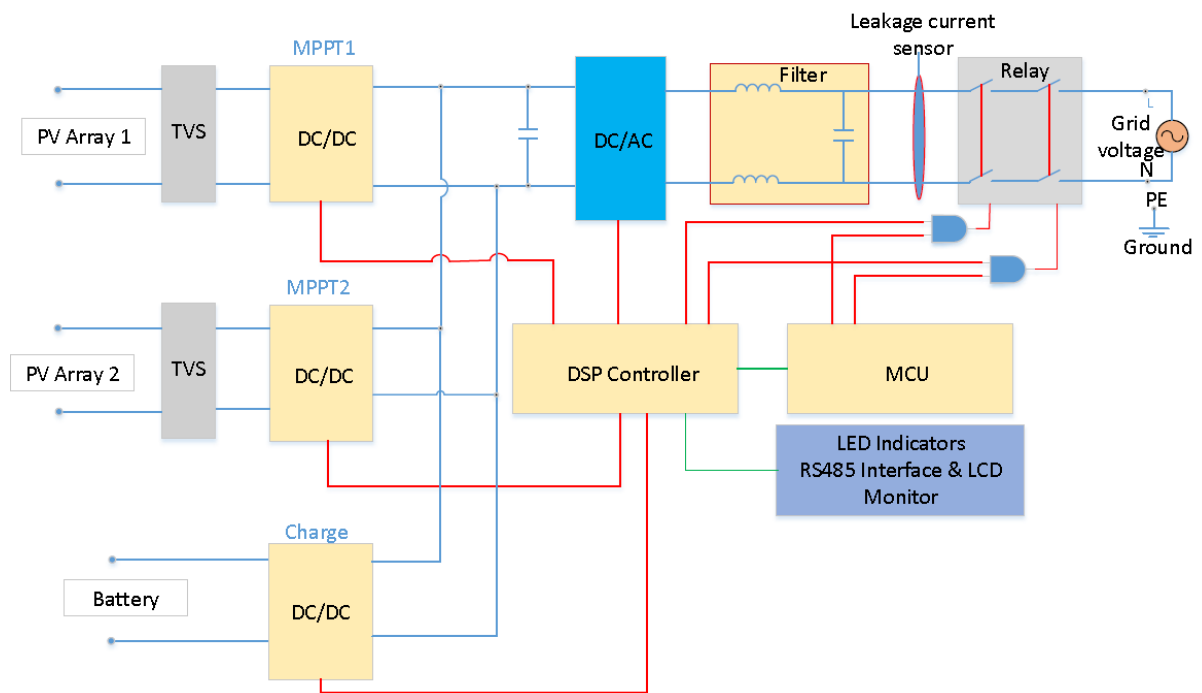 Leakage current
sensor
MPPT1
Filter
Relay
PV Array 1
TVS
DC/DC
DC/AC
L
Grid
voltage
N
PE
Ground
MPPT2
PV Array 2
TVS
DC/DC
DSP Controller
MCU
LED Indicators
RS485 Interface & LCD
Monitor
Charge
Battery
DC/DC